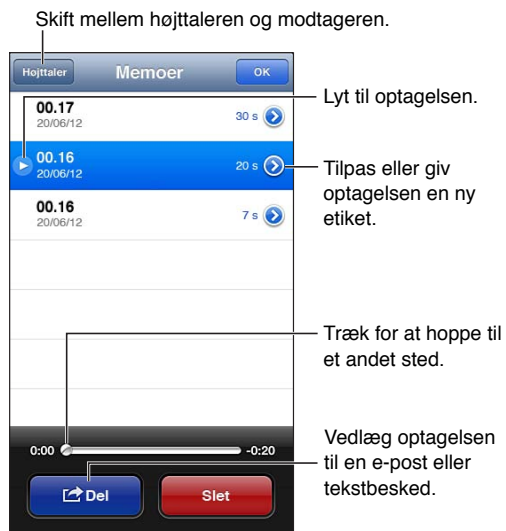 Skift mellem højttaleren og modtageren.
Højttaler
Memoer
OK
00.17
20/06/12
30 s
Lyt til optagelsen.
00.16
20/06/12
20 s
Tilpas eller giv
optagelsen en ny
etiket.
00.16
20/06/12
7 s
Træk for at hoppe til
et andet sted.
0:00
-0:20
Vedlæg optagelsen
til en e-post eller
tekstbesked.
Del
Slet